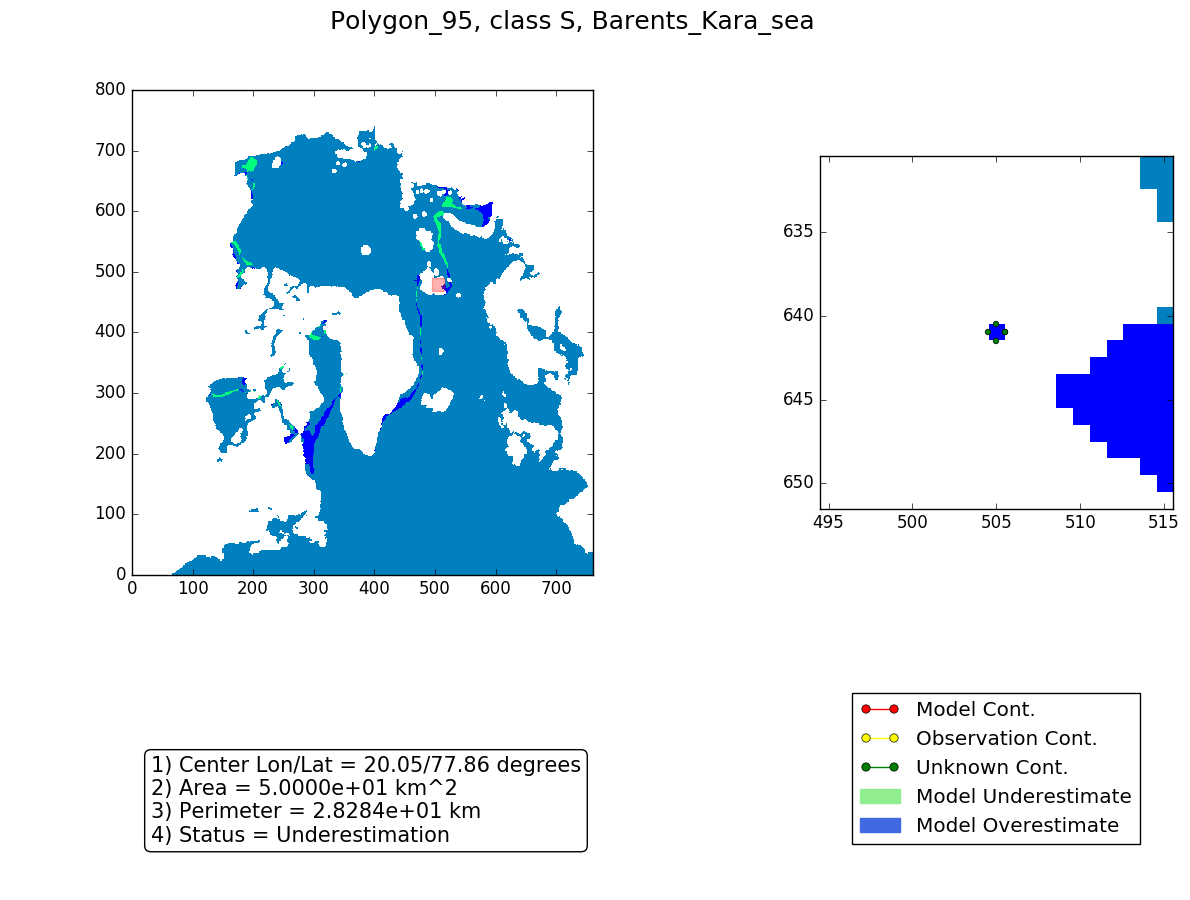 Polygon_95, class S, Barents_Kara_sea
800
700
600
500
400
300
200
100
0
0 100 200 300 400 500 600 700
635
640
645
650
495 500 505 510 515
1) Center Lon/Lat = 20.05/77.86 degrees
2) Area = 5.0000e+01 km^2
3) Perimeter = 2.8284e+01 km
4) Status = Underestimation
Model Cont.
Observation Cont.
Unknown Cont.
Model Underestimate
Model Overestimate